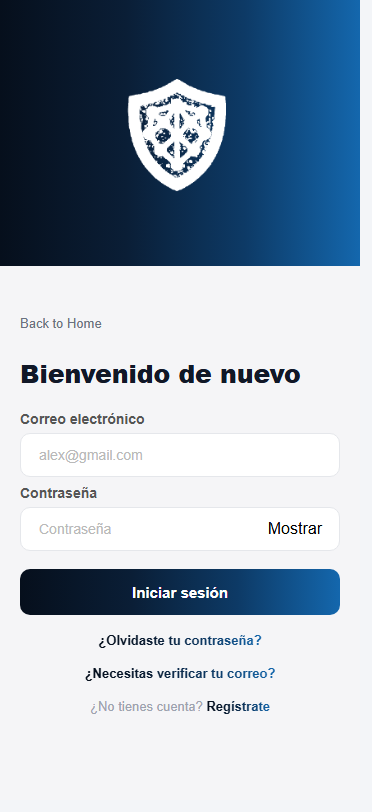 Back to Home
Bienvenido de nuevo
Correo electrónico
alex@gmail.com
Contraseña
Contraseña
Mostrar
Iniciar sesión
¿Olvidaste tu contraseña?
¿Necesitas verificar tu correo?
¿No tienes cuenta? Regístrate